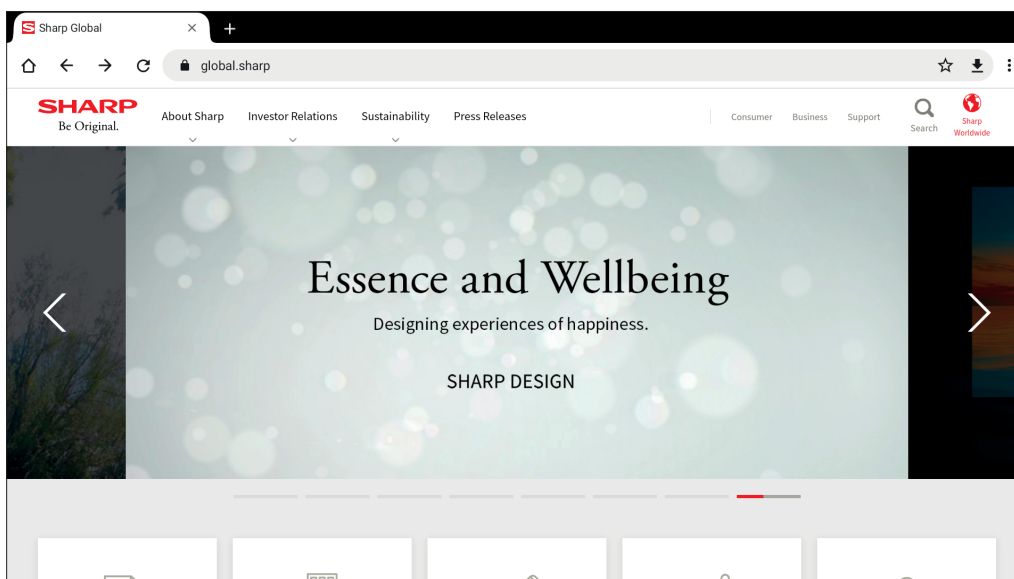 Sharp Global
global.sharp
SHARP
Be Original.
About Sharp
Investor Relations
Sustainability
Press Releases
Consumer
Business
Support
Search
Sharp
Worldwide
Essence and Wellbeing
Designing experiences of happiness.
SHARP DESIGN